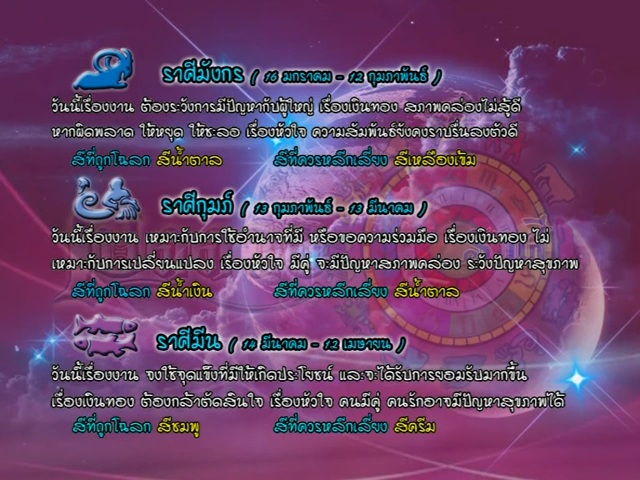 ราศีมังกร ( 16 มกราคม - 12 กุมภาพันธ์ )
วันนี้เรื่องงาน ต้องระวังการมีปัญหากับผู้ใหญ่ เรื่องเงินทอง สภาพคล่องไม่สู้ดี
หากผิดพลาด ให้หยุด ให้ชะลอ เรื่องหัวใจ ความสัมพันธ์ยังคงราบรื่นลงตัวดี
สีที่ถูกโฉลก สีน้ำตาล สีที่ควรหลีกเลี่ยง สีเหลืองเข้ม
ราศีกุมภ์ ( 13 กุมภาพันธ์ - 13 มีนาคม )
วันนี้เรื่องงาน เหมาะกับการใช้อำนาจที่มี หรือขอความร่วมมือ เรื่องเงินทอง ไม่
เหมาะกับการเปลี่ยนแปลง เรื่องหัวใจ มีคู่ จะมีปัญหาสภาพคล่อง ระวังปัญหาสุขภาพ
สีที่ถูกโฉลก สีน้ำเงิน สีที่ควรหลีกเลี่ยง สีน้ำตาล
ราศีมีน ( 14 มีนาคม - 12 เมษายน )
วันนี้เรื่องงาน จงใช้จุดแข็งที่มีให้เกิดประโยชน์ และจะได้รับการยอมรับมากขึ้น
เรื่องเงินทอง ต้องกล้าตัดสินใจ เรื่องหัวใจ คนมีคู่ คนรักอาจมีปัญหาสุขภาพได้
สีที่ถูกโฉลก สีชมพู สีที่ควรหลีกเลี่ยง สีครีม